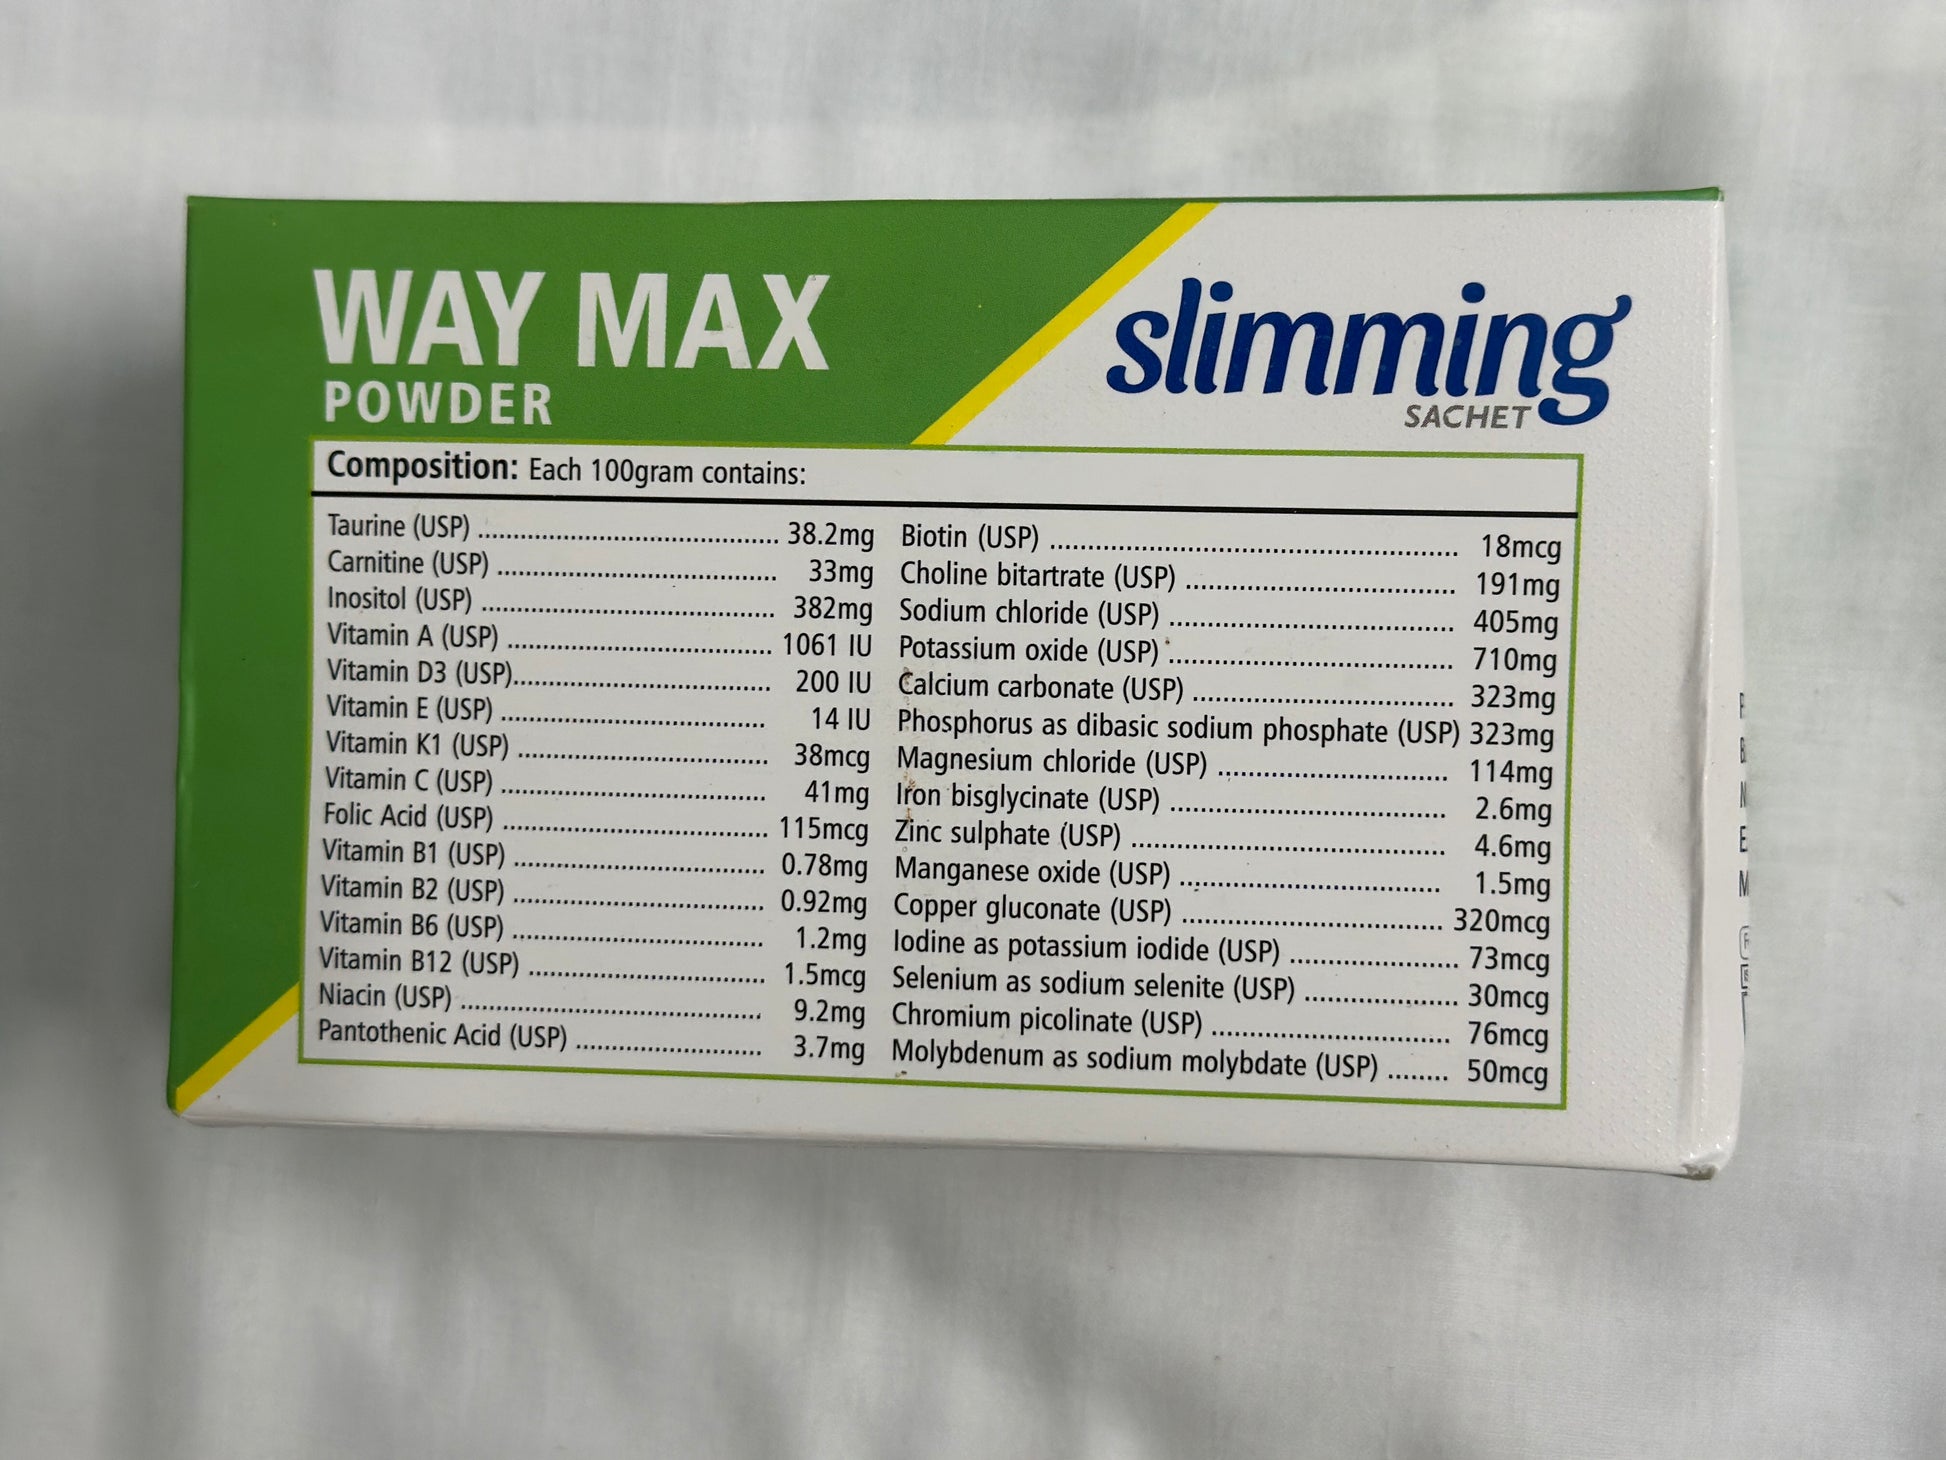 WAY MAX
POWDER
slimming
SACHET
Composition: Each 100gram contains:
Taurine (USP) ........ 38.2mg
Carnitine (USP) ........ 33mg
Inositol (USP) ........ 382mg
Vitamin A (USP) ........ 1061 IU
Vitamin D3 (USP)........ 200 IU
Vitamin E (USP) ........ 14 IU
Vitamin K1 (USP) ........ 38mcg
Vitamin C (USP) ........ 41mg
Folic Acid (USP) ........ 115mcg
Vitamin B1 (USP) ........ 0.78mg
Vitamin B2 (USP) ........ 0.92mg
Vitamin B6 (USP) ........ 1.2mg
Vitamin B12 (USP) ........ 1.5mcg
Niacin (USP) ........ 9.2mg
Pantothenic Acid (USP) ........ 3.7mg
Biotin (USP) ........ 18mcg
Choline bitartrate (USP) ........ 191mg
Sodium chloride (USP) ........ 405mg
Potassium oxide (USP) ........ 710mg
Calcium carbonate (USP) ........ 323mg
Phosphorus as dibasic sodium phosphate (USP) 323mg
Magnesium chloride (USP) ........ 114mg
Iron bisglycinate (USP) ........ 2.6mg
Zinc sulphate (USP) ........ 4.6mg
Manganese oxide (USP) ........ 1.5mg
Copper gluconate (USP) ........ 320mcg
Iodine as potassium iodide (USP) ........ 73mcg
Selenium as sodium selenite (USP) ........ 30mcg
Chromium picolinate (USP) ........ 76mcg
Molybdenum as sodium molybdate (USP) ........ 50mcg